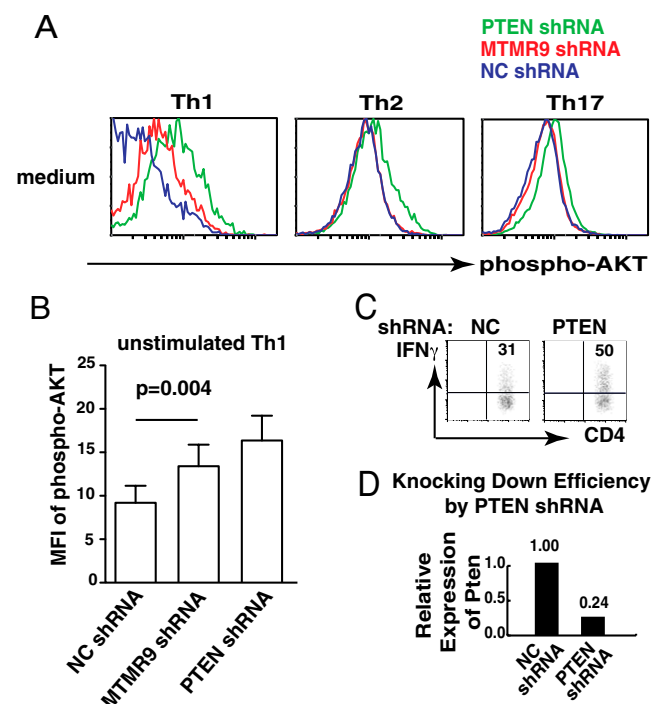 A
PTEN shRNA
MTMR9 shRNA
NC shRNA
Th1
Th2
Th17
medium
phospho-AKT
B
unstimulated Th1
MFI of phospho-AKT
25
20
15
10
5
0
p=0.004
NC shRNA
MTMR9 shRNA
PTEN shRNA
C
shRNA: NC PTEN
IFNγ
31
50
CD4
D
Knocking Down Efficiency
by PTEN shRNA
Relative
Expression
of Pten
1.0
0.5
0.0
1.00
0.24
NC
shRNA
PTEN
shRNA